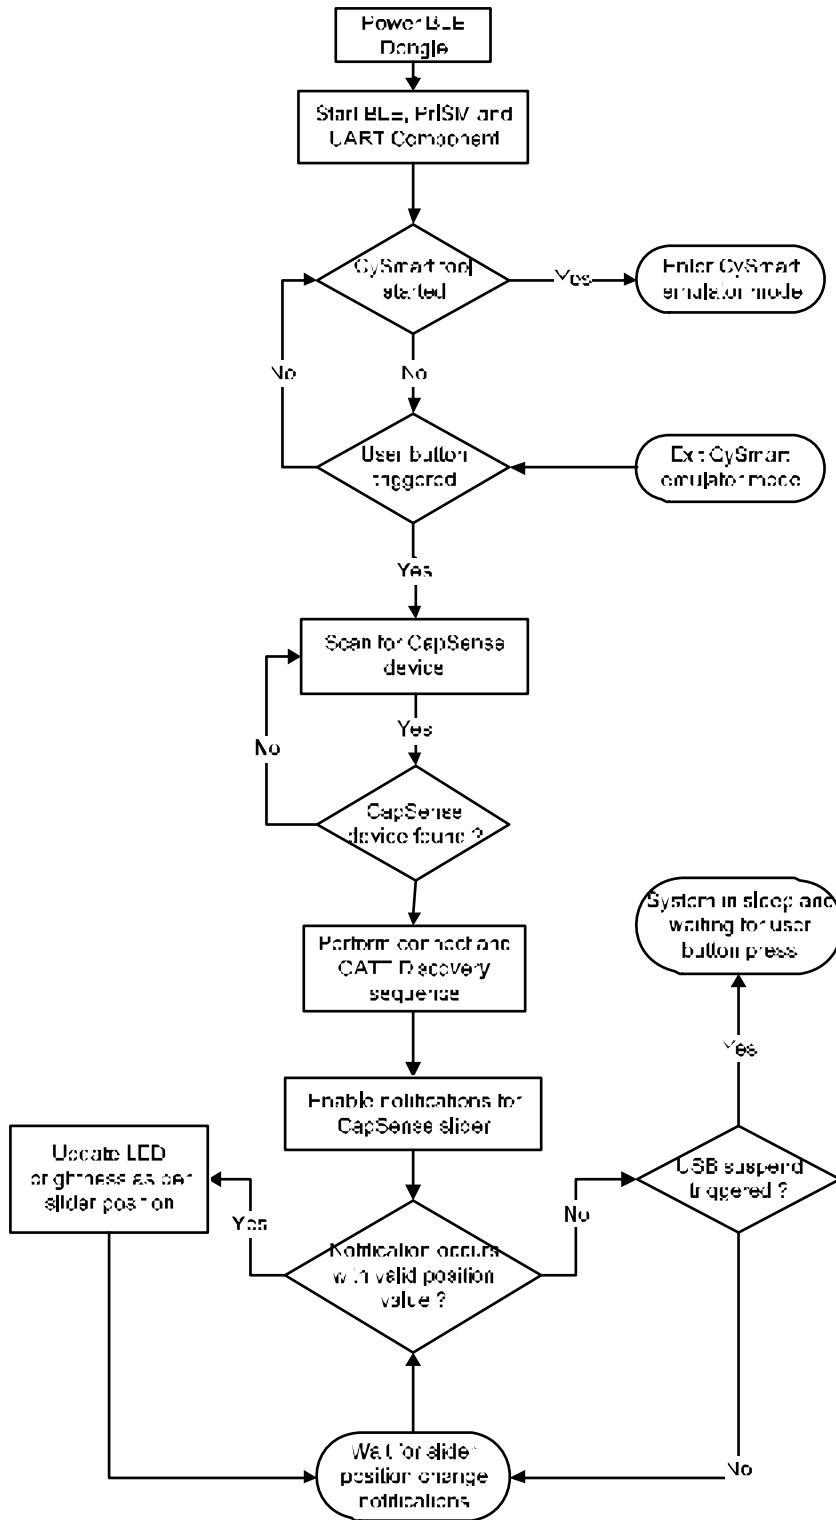 Power BLE
Dongle
Start BLE, PrISM and
UART Component
CySmart tool
started
Yes
Enter CySmart
emulator mode
No
No
User button
triggered
Exit CySmart
emulator mode
Yes
Scan for CapSense
device
Yes
No
CapSense
device found ?
System in sleep and
waiting for user
button press
Perform connect and
GATT Discovery
sequence
Yes
Enable notifications for
CapSense slider
Update LED
brightness as per
slider position
USB suspend
triggered ?
Yes
No
Notification occurs
with valid position
value ?
Wait for slider
position change
notifications
No